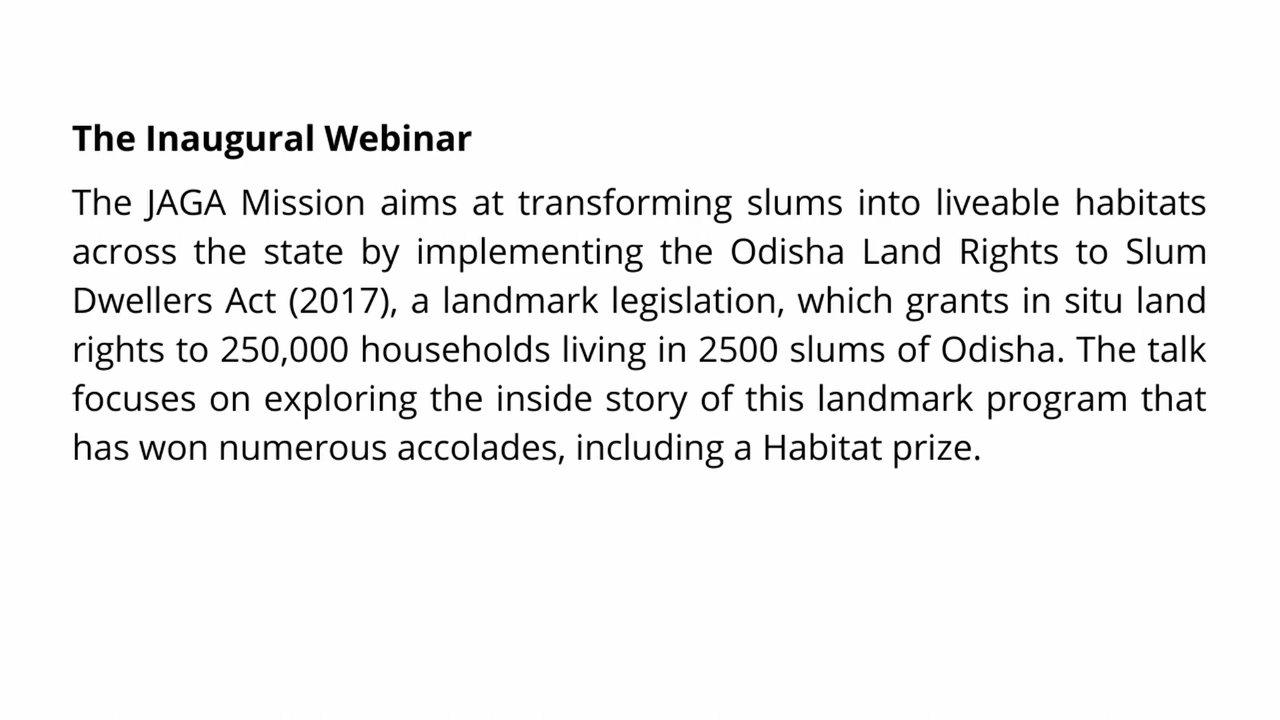 The Inaugural Webinar
The JAGA Mission aims at transforming slums into liveable habitats
across the state by implementing the Odisha Land Rights to Slum
Dwellers Act (2017), a landmark legislation, which grants in situ land
rights to 250,000 households living in 2500 slums of Odisha. The talk
focuses on exploring the inside story of this landmark program that
has won numerous accolades, including a Habitat prize.